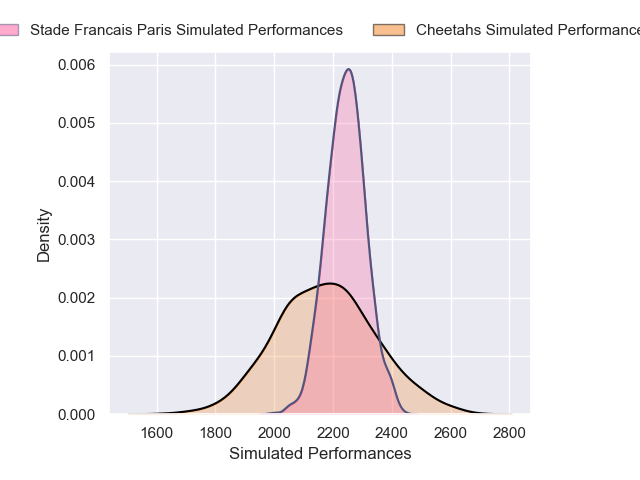 Stade Francais Paris Simulated Performances Cheetahs Simulated Performance
0.006
0.005
0.004
0.003
0.002
0.001
0.000
Density
1600 1800 2000 2200 2400 2600 2800
Simulated Performances